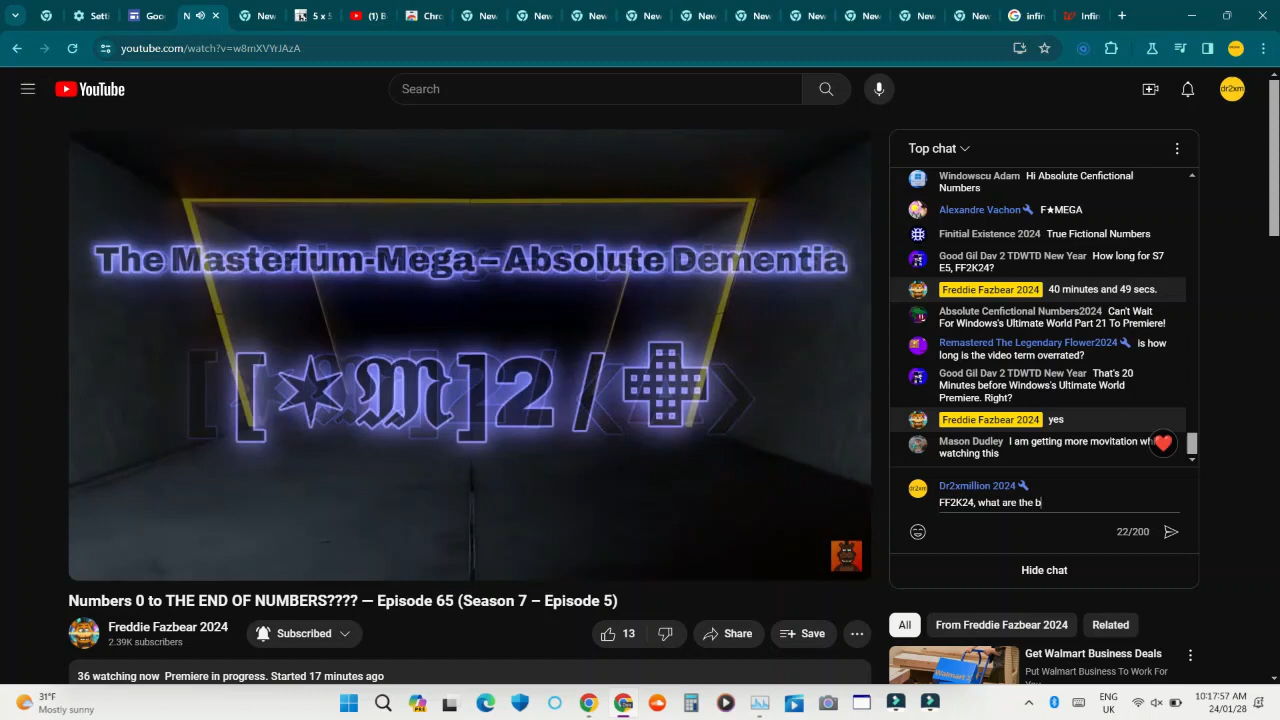 Setti
Goo
N
New
5 x 5
(1) B
Chro
New
New
New
New
New
New
New
New
New
New
infin
Infin
youtube.com/watch?v=w8mXVYrJAzA
YouTube
Search
dr2xm
The Masterium-Mega – Absolute Dementia
[✶𝔐]2 /
Top chat
Windowscu Adam Hi Absolute Cenfictional
Numbers
Alexandre Vachon F★MEGA
Finitial Existence 2024 True Fictional Numbers
Good Gil Dav 2 TDWTD New Year How long for S7
E5, FF2K24?
Freddie Fazbear 2024 40 minutes and 49 secs.
Absolute Cenfictional Numbers2024 Can't Wait
For Windows's Ultimate World Part 21 To Premiere!
Remastered The Legendary Flower2024 is how
long is the video term overrated?
Good Gil Dav 2 TDWTD New Year That's 20
Minutes before Windows's Ultimate World
Premiere. Right?
Freddie Fazbear 2024 yes
Mason Dudley I am getting more movitation wh
watching this
Dr2xmillion 2024
FF2K24, what are the b
22/200
Hide chat
Numbers 0 to THE END OF NUMBERS???? — Episode 65 (Season 7 – Episode 5)
Freddie Fazbear 2024
2.39K subscribers
Subscribed
13
Share
Save
36 watching now Premiere in progress. Started 17 minutes ago
All
From Freddie Fazbear 2024
Related
Get Walmart Business Deals
Put Walmart Business To Work For
31°F
Mostly sunny
ENG
UK
10:17:57 AM
24/01/28